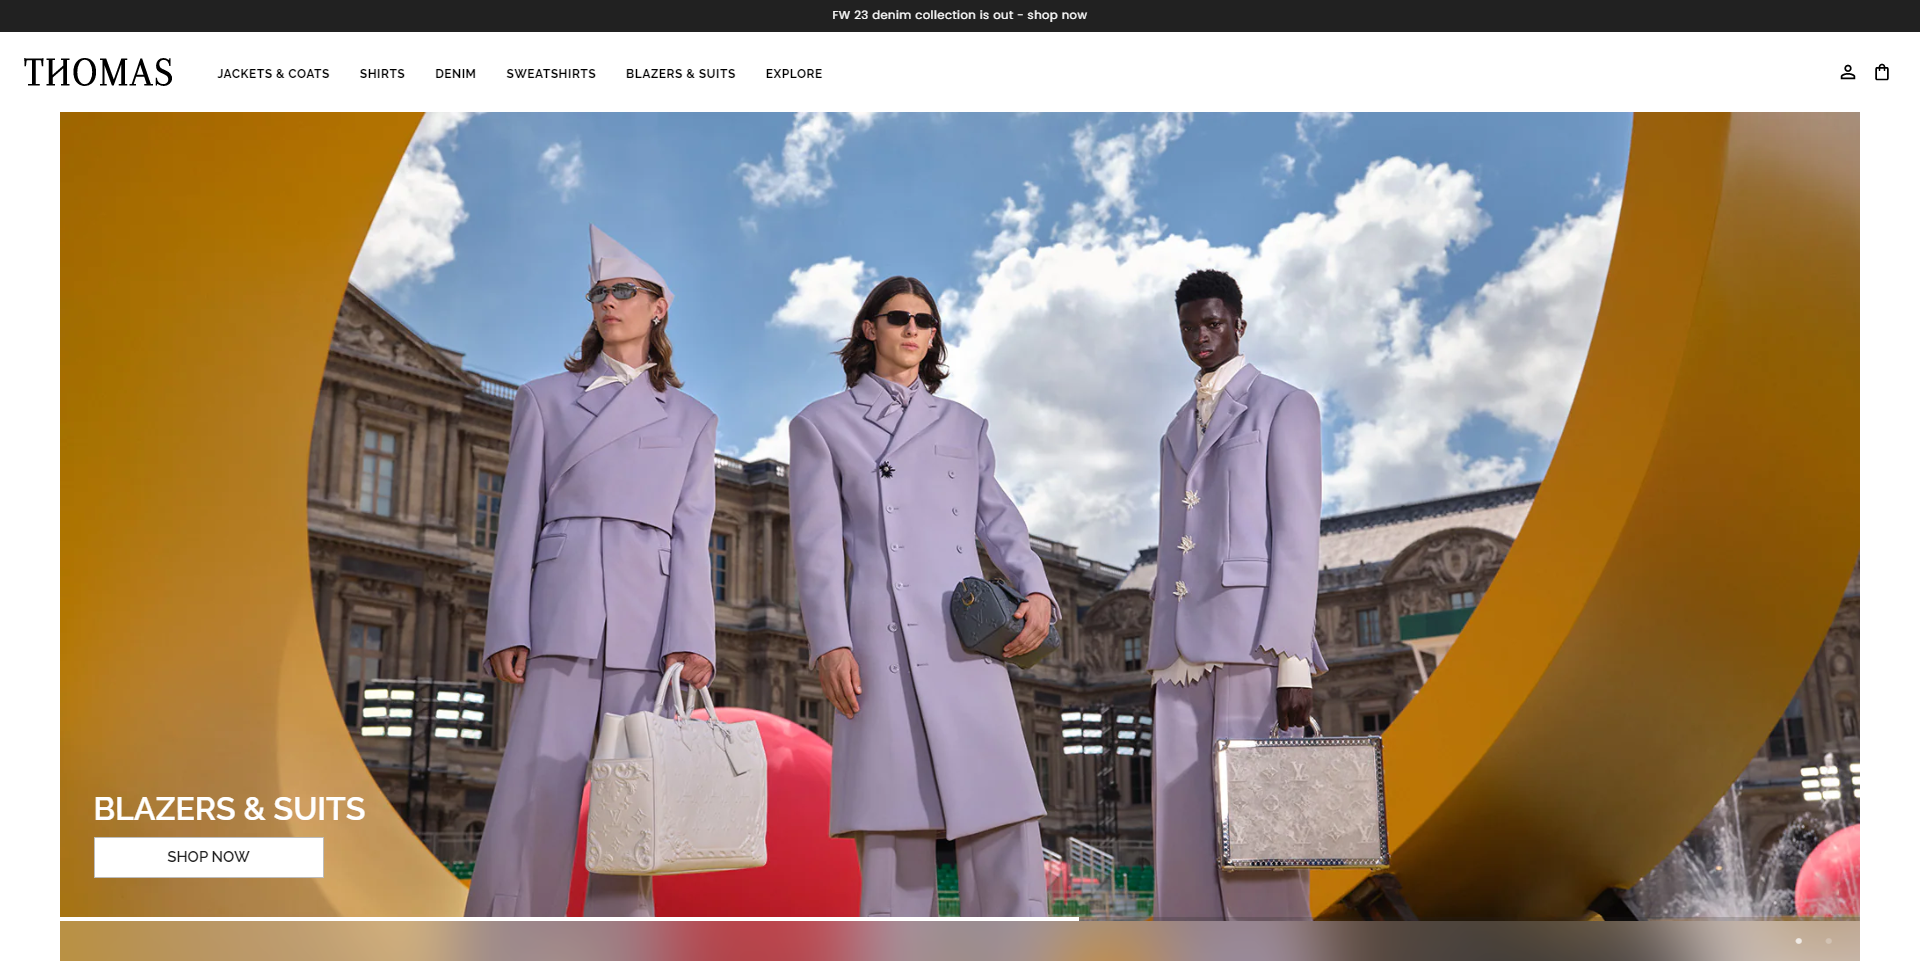 FW 23 denim collection is out - shop now
THOMAS
JACKETS & COATS
SHIRTS
DENIM
SWEATSHIRTS
BLAZERS & SUITS
EXPLORE
BLAZERS & SUITS
SHOP NOW